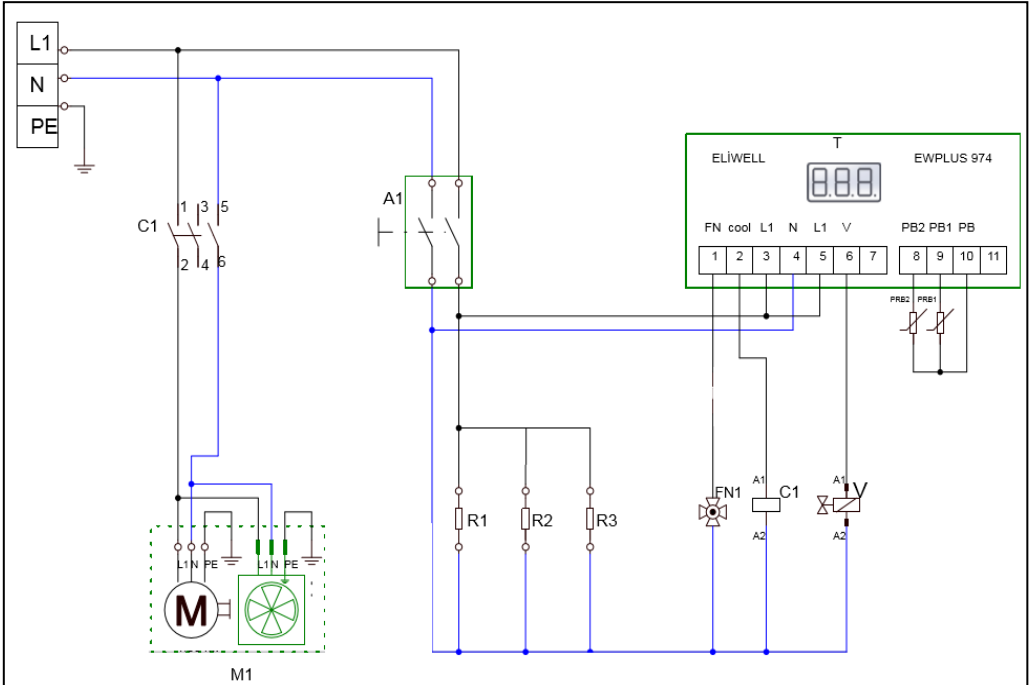 L1
N
PE
T
ELİWELL EWPLUS 974
A1
1 3 5
C1
2 4 6
FN cool L1 N L1 V PB2 PB1 PB
1 2 3 4 5 6 7 8 9 10 11
PRB2 PRB1
A1 A1
FN1 C1 V
R1 R2 R3
A2 A2
L1 N PE L1 N PE
M
M1